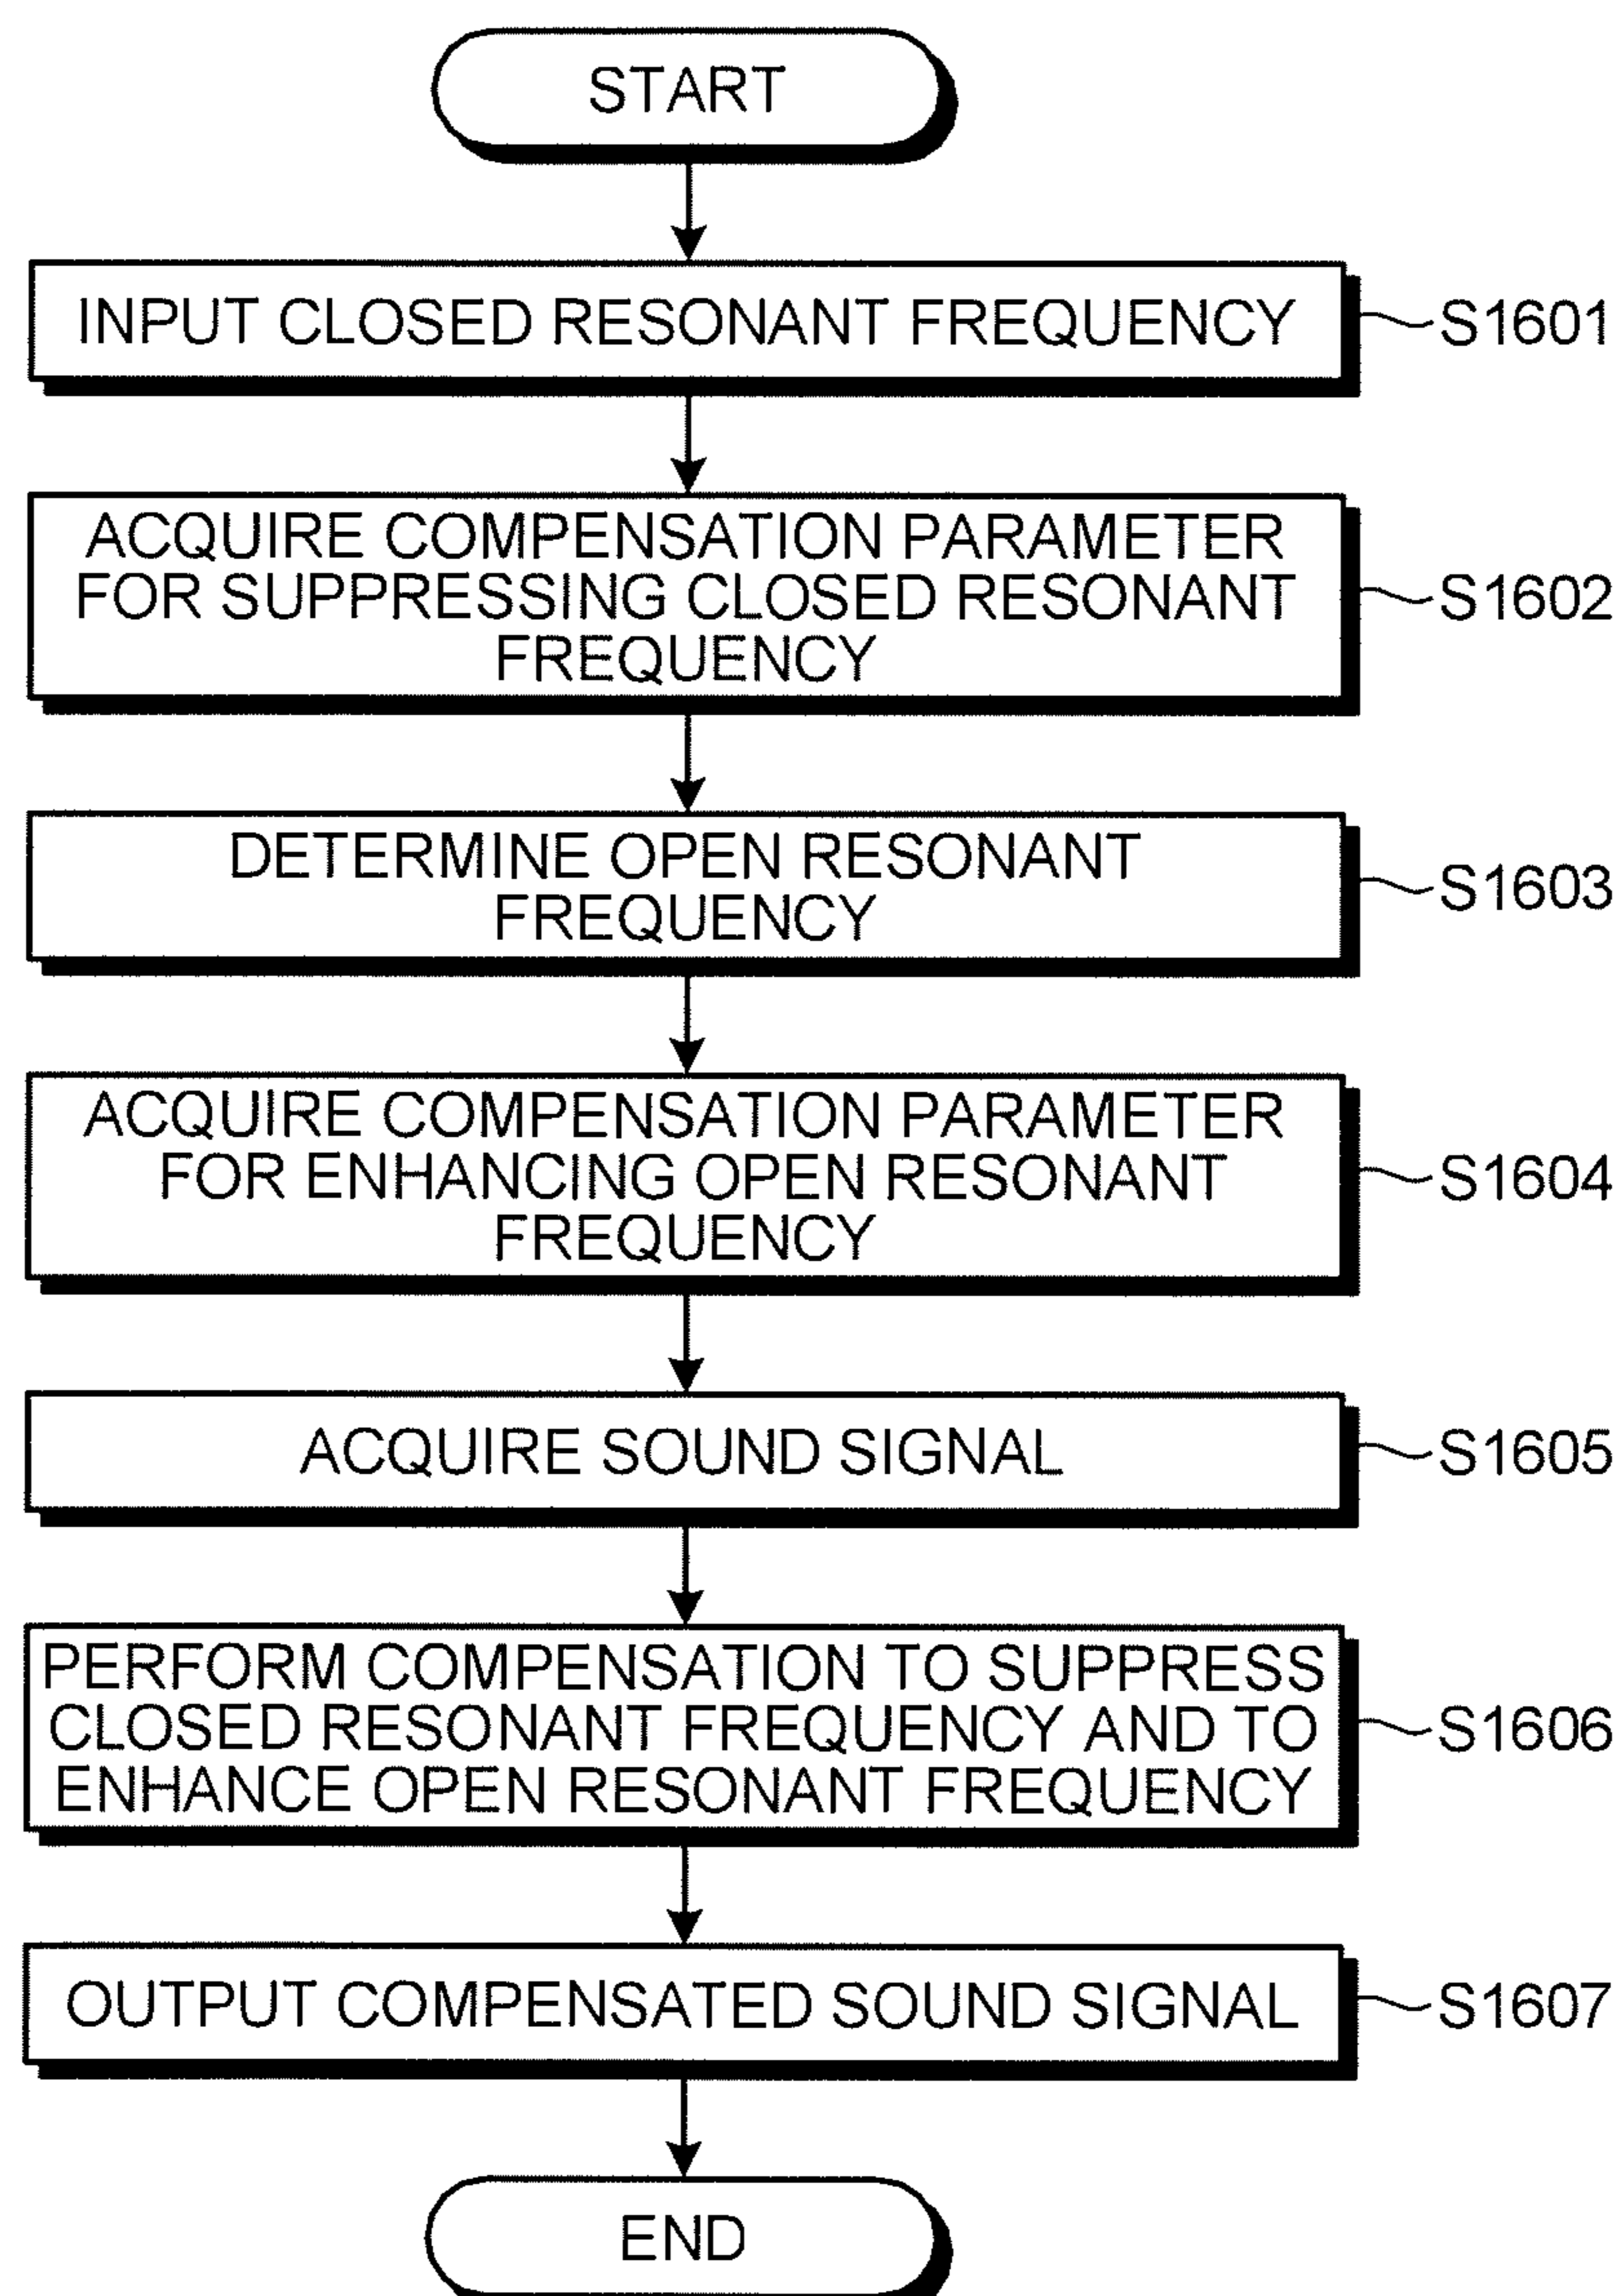 START
INPUT CLOSED RESONANT FREQUENCY
S1601
ACQUIRE COMPENSATION PARAMETER
FOR SUPPRESSING CLOSED RESONANT
FREQUENCY
S1602
DETERMINE OPEN RESONANT
FREQUENCY
S1603
ACQUIRE COMPENSATION PARAMETER
FOR ENHANCING OPEN RESONANT
FREQUENCY
S1604
ACQUIRE SOUND SIGNAL
S1605
PERFORM COMPENSATION TO SUPPRESS
CLOSED RESONANT FREQUENCY AND TO
ENHANCE OPEN RESONANT FREQUENCY
S1606
OUTPUT COMPENSATED SOUND SIGNAL
S1607
END